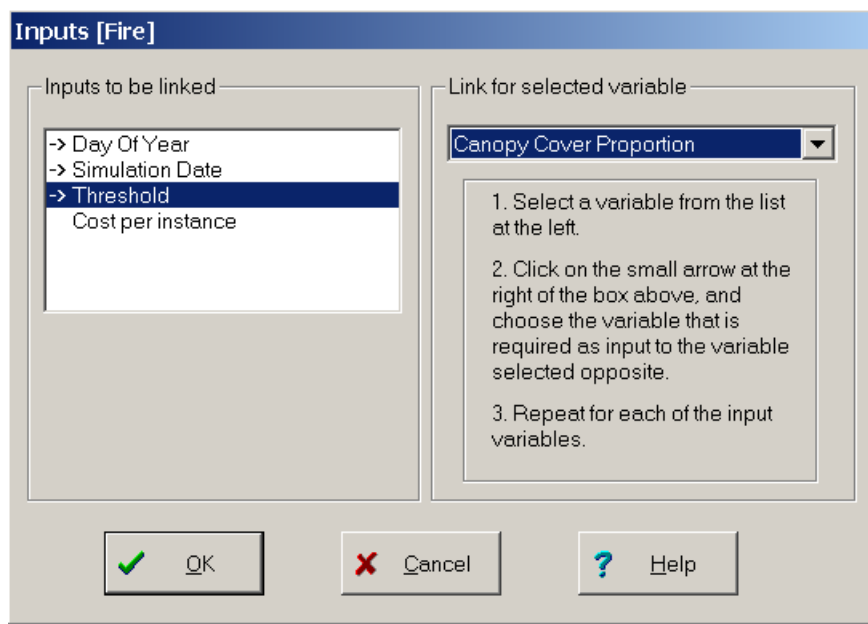 Inputs [Fire]
Inputs to be linked
-> Day Of Year
-> Simulation Date
-> Threshold
Cost per instance
Link for selected variable
Canopy Cover Proportion
1. Select a variable from the list
at the left.
2. Click on the small arrow at the
right of the box above, and
choose the variable that is
required as input to the variable
selected opposite.
3. Repeat for each of the input
variables.
OK
Cancel
? Help